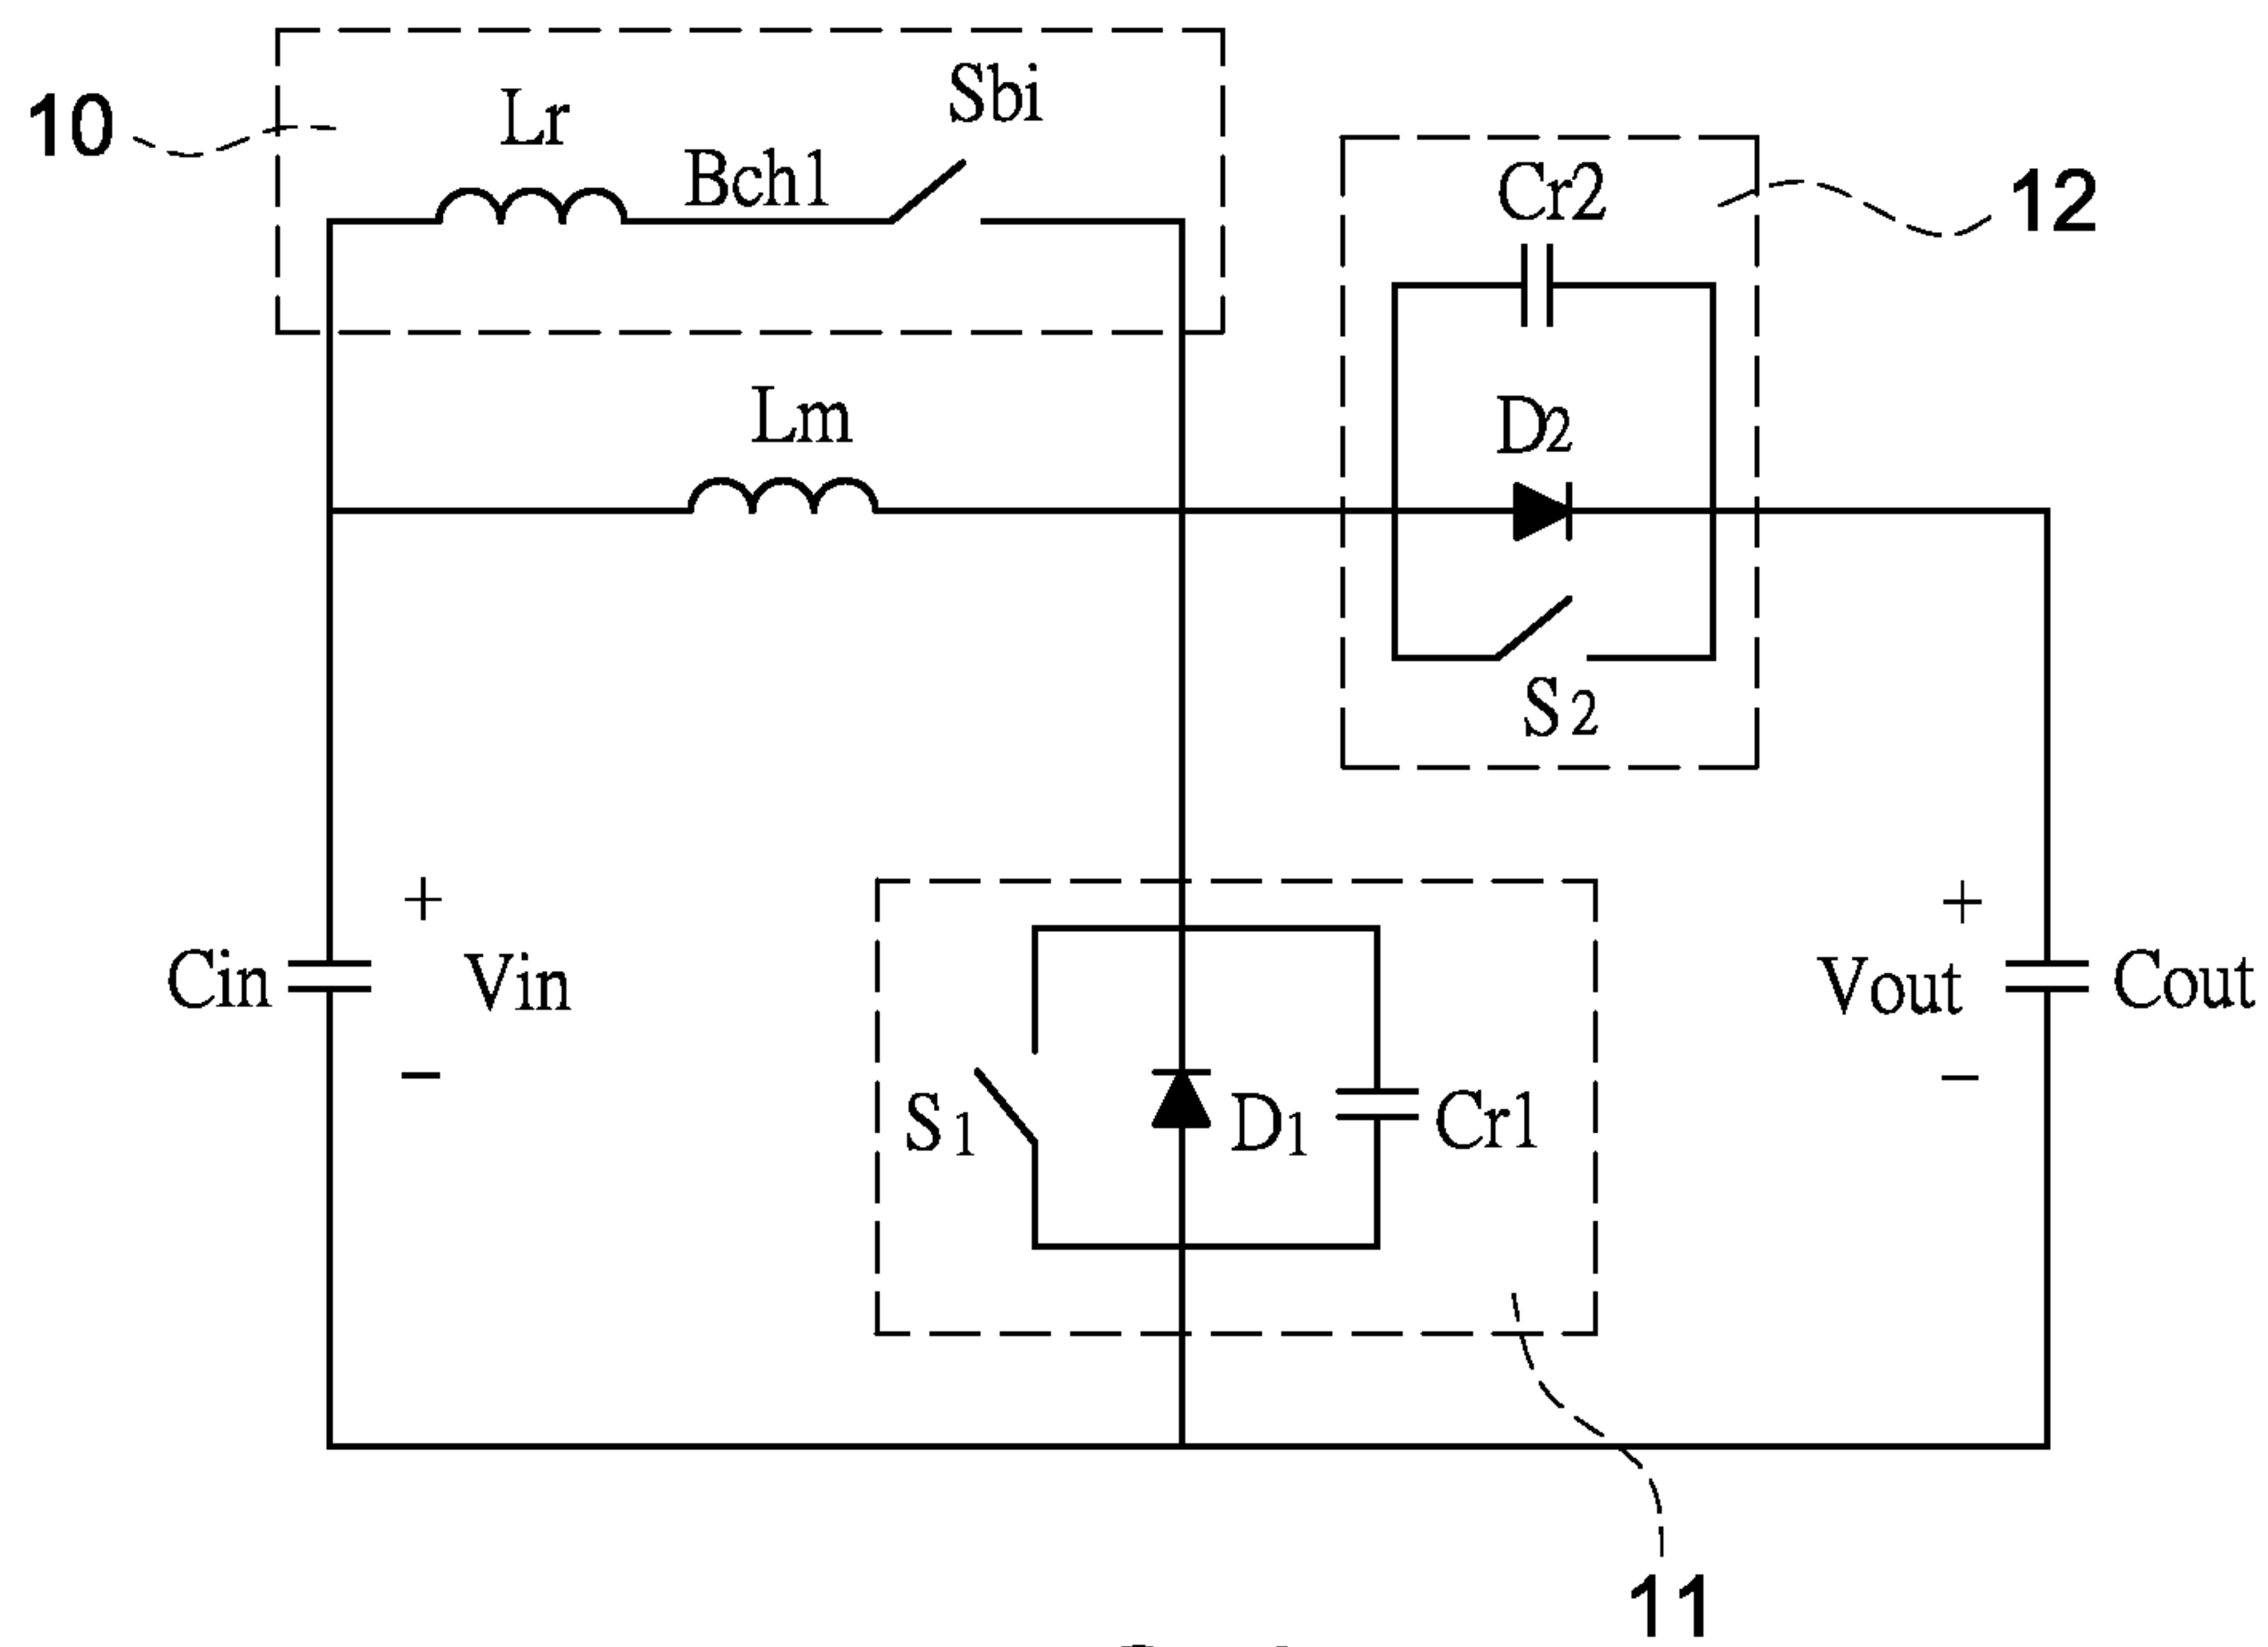 10
Lr
Sbi
Bch1
Cr2
12
Lm
D2
S2
+
+
Cin
Vin
Vout
Cout
−
−
S1
D1
Cr1
11